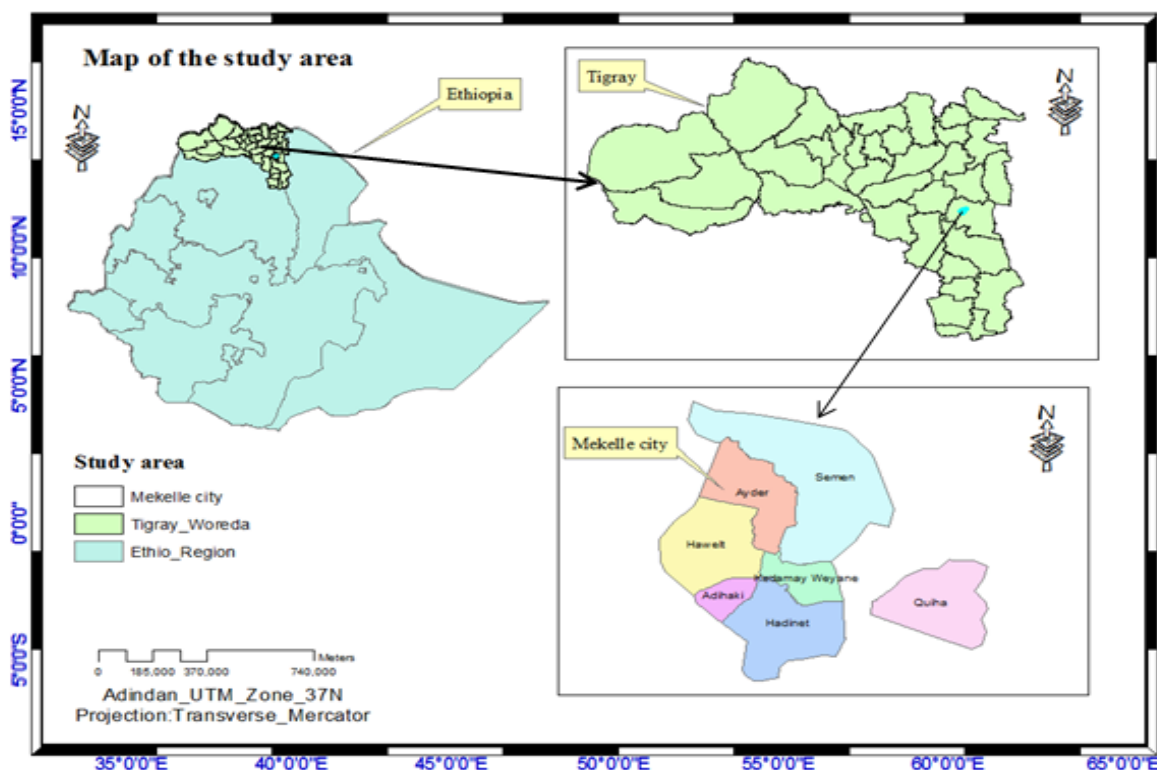 Map of the study area
Ethiopia
N
15°0'0"N
10°0'0"N
5°0'0"N
0°0'0"
5°0'0"S
Tigray
N
Study area
Mekelle city
Tigray_Woreda
Ethio_Region
Meters
0 185,000 370,000 740,000
Adindan_UTM_Zone_37N
Projection:Transverse_Mercator
N
Mekelle city
Semen
Ayder
Hawelt
Kedamay Weyane
Adihaki
Hadinet
Quiha
35°0'0"E 40°0'0"E 45°0'0"E 50°0'0"E 55°0'0"E 60°0'0"E 65°0'0"E